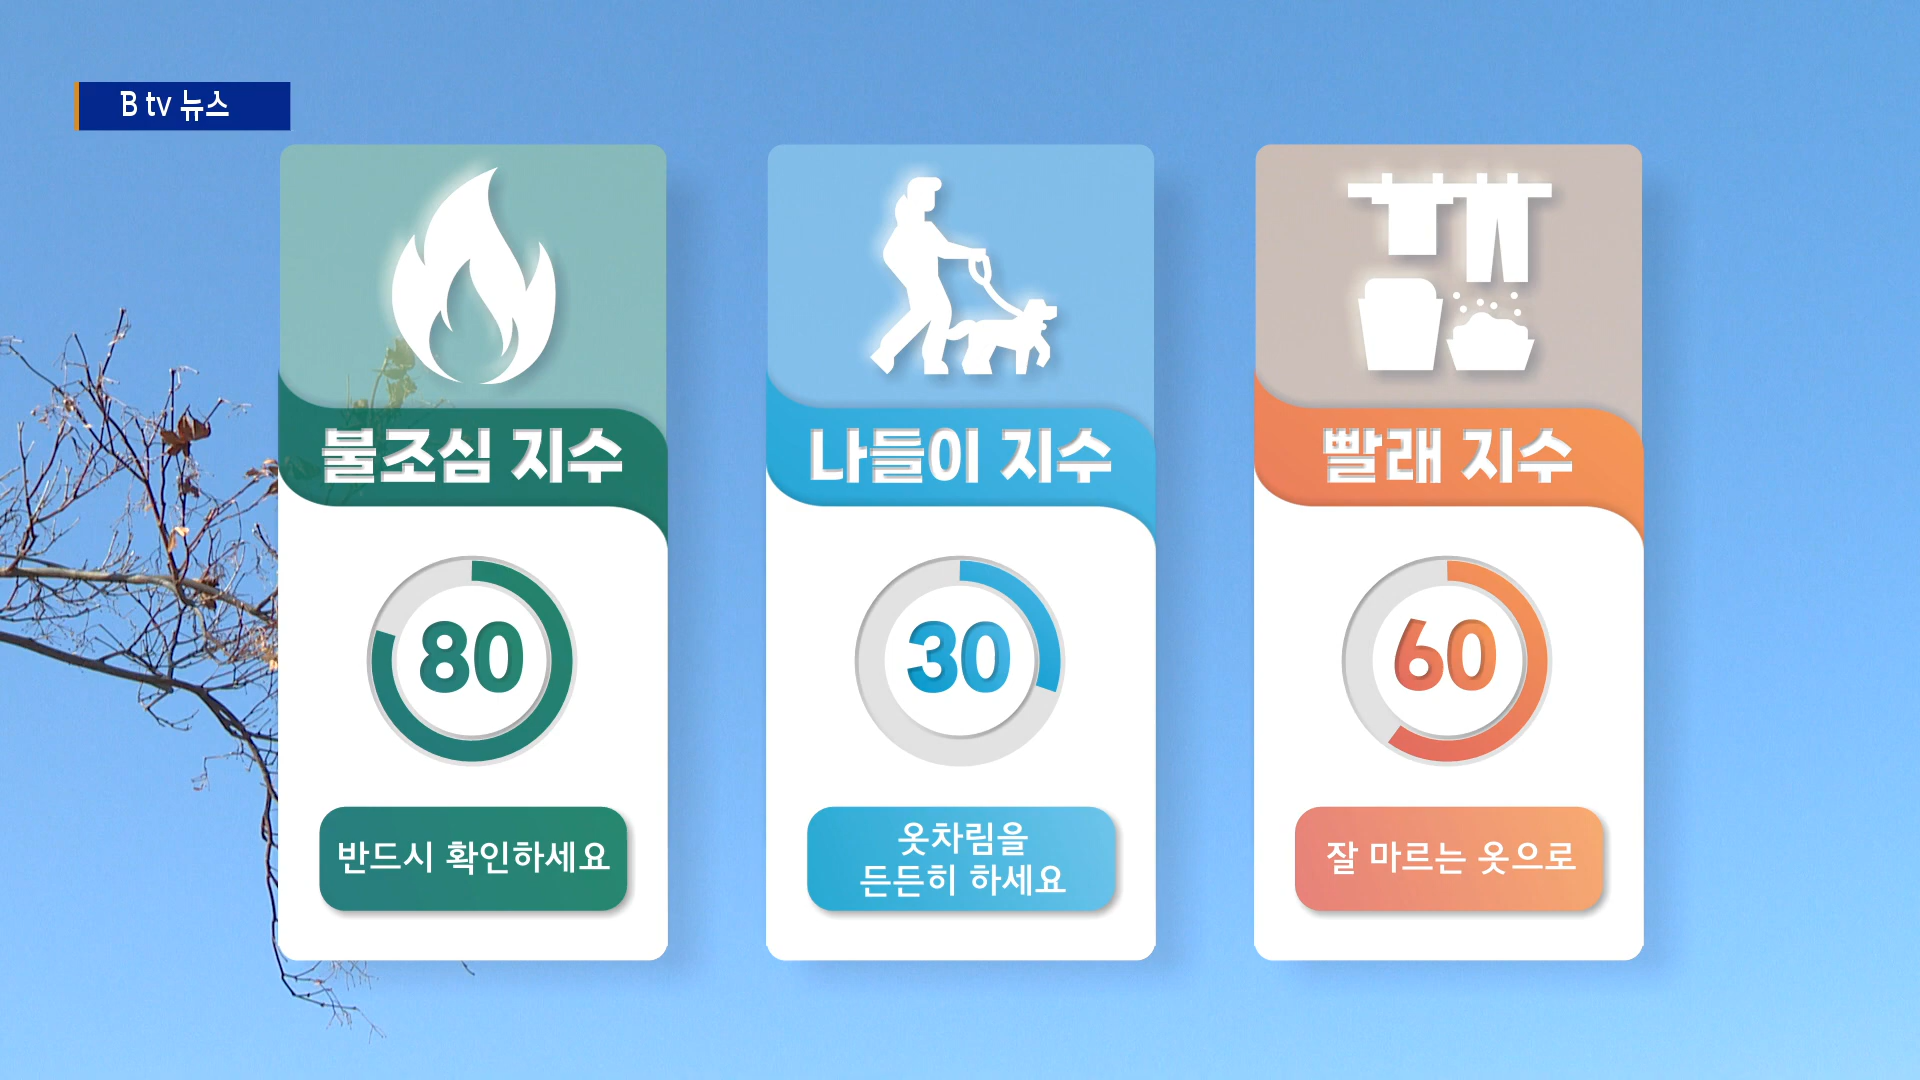 B tv 뉴스
불조심 지수
80
반드시 확인하세요
나들이 지수
30
옷차림을
든든히 하세요
빨래 지수
60
잘 마르는 옷으로